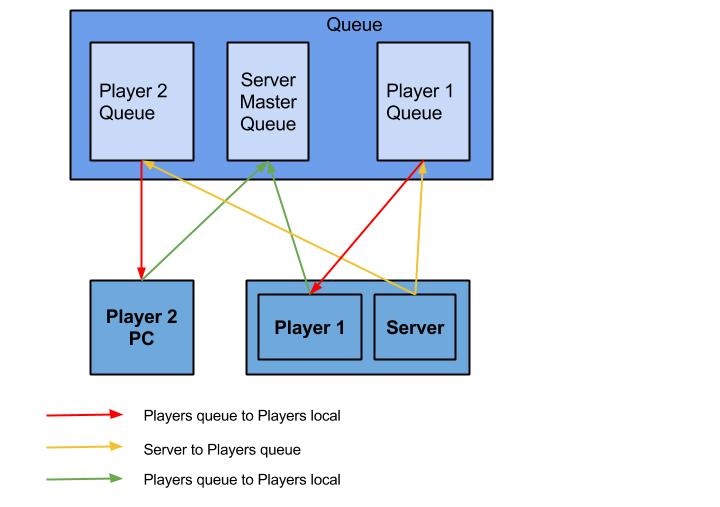 Queue
Player 2
Queue
Server
Master
Queue
Player 1
Queue
Player 2
PC
Player 1
Server
Players queue to Players local
Server to Players queue
Players queue to Players local